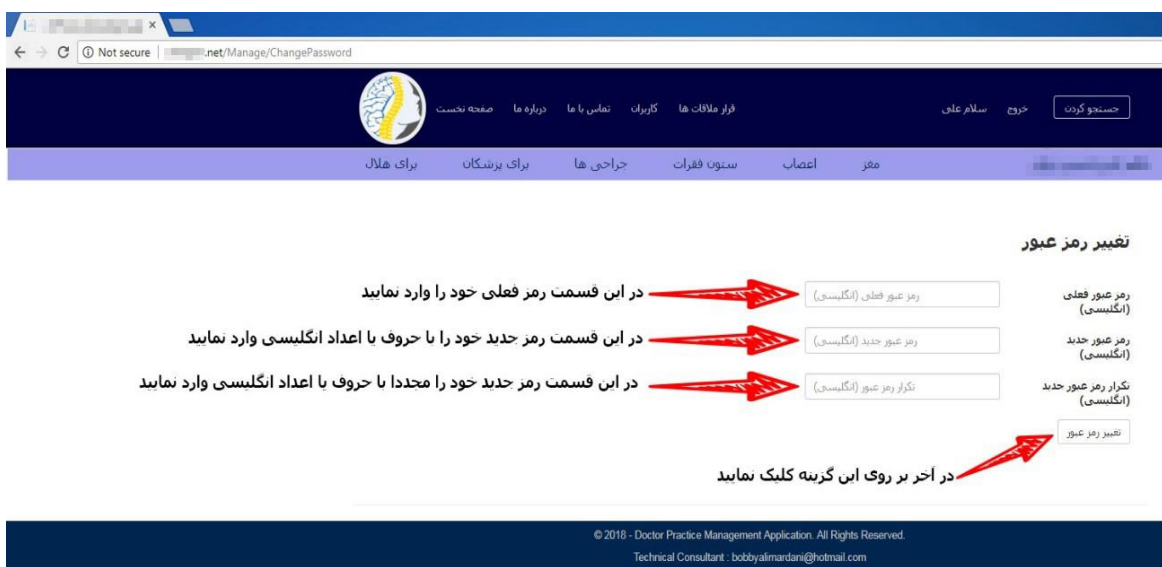 Not secure | .net/Manage/ChangePassword
جستجو کردن خروج سلام علی قرار ملاقات ها کاربران تماس با ما درباره ما صفحه نخست
مغز اعصاب ستون فقرات جراحی ها برای پزشکان برای هلال
تغییر رمز عبور
رمز عبور فعلی
(انگلیسی)
رمز عبور فعلی (انگلیسی)
در این قسمت رمز فعلی خود را وارد نمایید
رمز عبور جدید
(انگلیسی)
رمز عبور جدید (انگلیسی)
در این قسمت رمز جدید خود را با حروف یا اعداد انگلیسی وارد نمایید
تکرار رمز عبور جدید
(انگلیسی)
تکرار رمز عبور (انگلیسی)
در این قسمت رمز جدید خود را مجددا با حروف یا اعداد انگلیسی وارد نمایید
تغییر رمز عبور
در آخر بر روی این گزینه کلیک نمایید
© 2018 - Doctor Practice Management Application. All Rights Reserved.
Technical Consultant : bobbyalimardani@hotmail.com